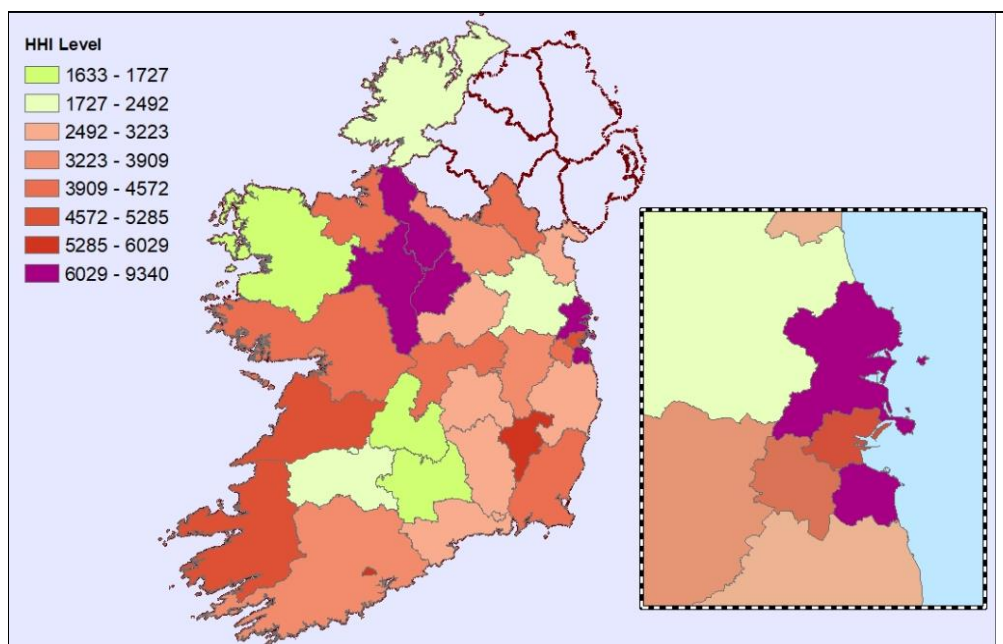 HHI Level
1633 - 1727
1727 - 2492
2492 - 3223
3223 - 3909
3909 - 4572
4572 - 5285
5285 - 6029
6029 - 9340